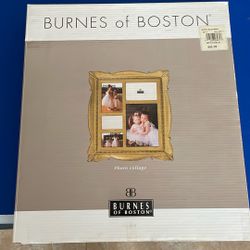 BURNES of BOSTON®
Photo collage
BURNES
OF BOSTON®